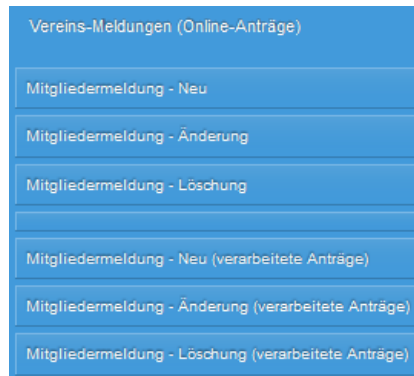 Vereins-Meldungen (Online-Anträge)
Mitgliedermeldung - Neu
Mitgliedermeldung - Änderung
Mitgliedermeldung - Löschung
Mitgliedermeldung - Neu (verarbeitete Anträge)
Mitgliedermeldung - Änderung (verarbeitete Anträge)
Mitgliedermeldung - Löschung (verarbeitete Anträge)